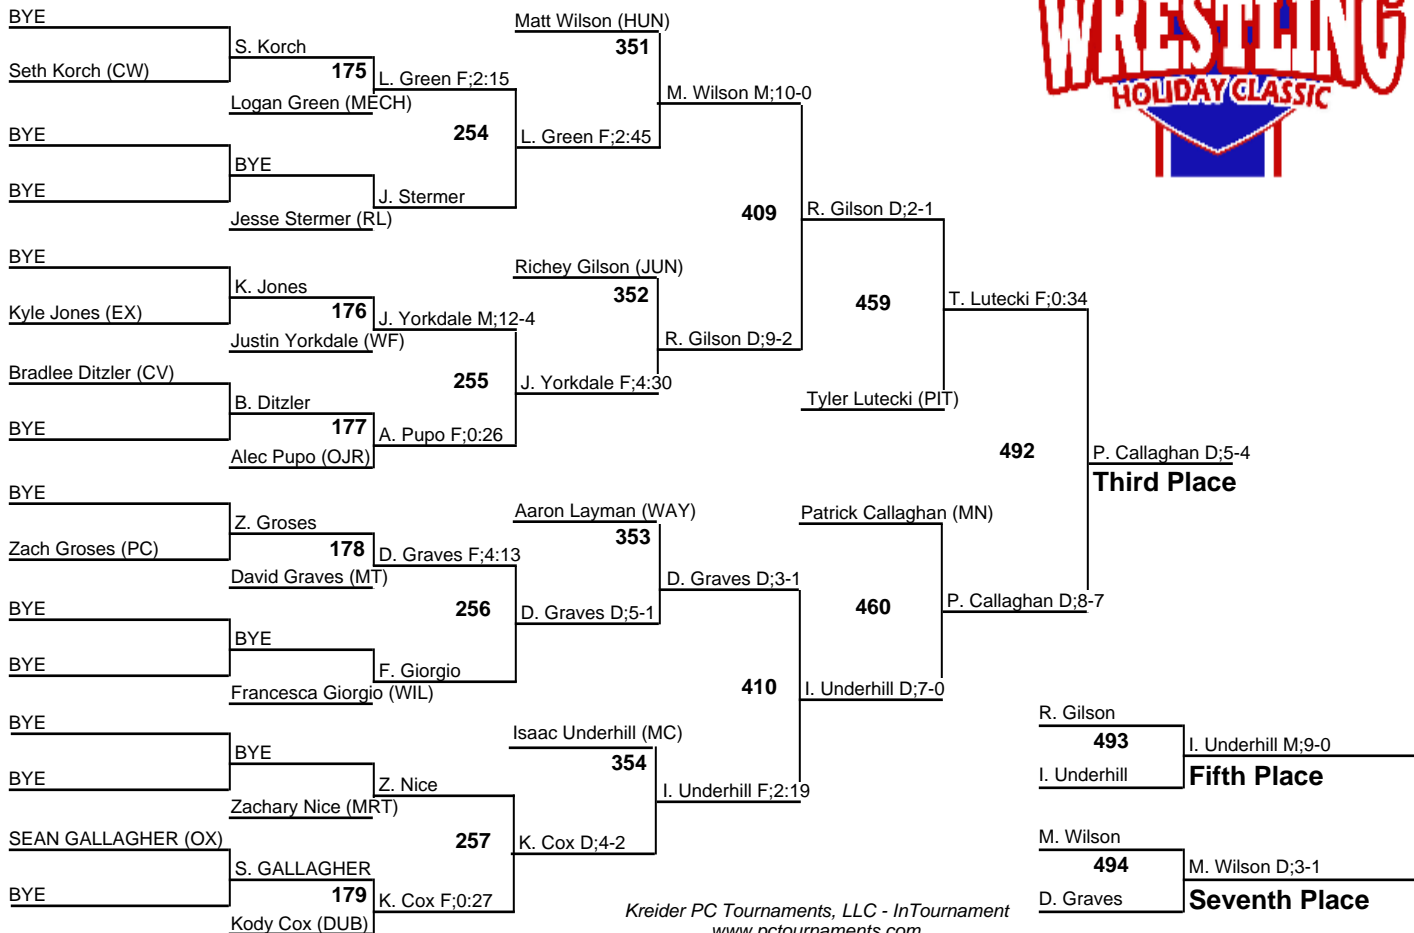 BYE
Seth Korch (CW)
S. Korch
175
Logan Green (MECH)
L. Green F;2:15
BYE
BYE
BYE
Jesse Stermer (RL)
J. Stermer
254
L. Green F;2:45
Matt Wilson (HUN)
351
M. Wilson M;10-0
BYE
Kyle Jones (EX)
K. Jones
176
Justin Yorkdale (WF)
J. Yorkdale M;12-4
Bradlee Ditzler (CV)
BYE
B. Ditzler
177
Alec Pupo (OJR)
A. Pupo F;0:26
255
J. Yorkdale F;4:30
Richey Gilson (JUN)
352
R. Gilson D;9-2
409
R. Gilson D;2-1
459
Tyler Lutecki (PIT)
T. Lutecki F;0:34
BYE
Zach Groses (PC)
Z. Groses
178
David Graves (MT)
D. Graves F;4:13
BYE
BYE
BYE
Francesca Giorgio (WIL)
F. Giorgio
256
D. Graves D;5-1
Aaron Layman (WAY)
353
D. Graves D;3-1
BYE
BYE
BYE
Zachary Nice (MRT)
Z. Nice
SEAN GALLAGHER (OX)
BYE
S. GALLAGHER
179
Kody Cox (DUB)
K. Cox F;0:27
257
K. Cox D;4-2
Isaac Underhill (MC)
354
I. Underhill F;2:19
410
I. Underhill D;7-0
Patrick Callaghan (MN)
460
P. Callaghan D;8-7
492
P. Callaghan D;5-4
Third Place
R. Gilson
493
I. Underhill
I. Underhill M;9-0
Fifth Place
M. Wilson
494
D. Graves
M. Wilson D;3-1
Seventh Place
WRESTLING
HOLIDAY CLASSIC
Kreider PC Tournaments, LLC - InTournament
www.pctournaments.com